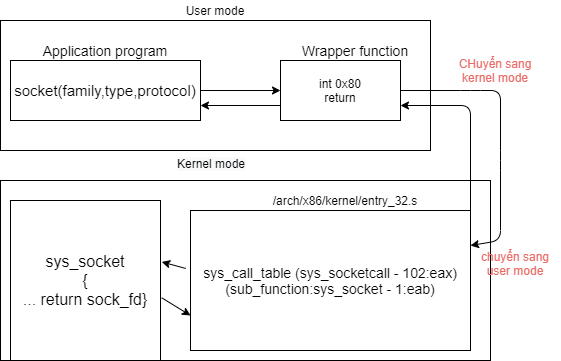 User mode
Application program
Wrapper function
socket(family,type,protocol)
int 0x80
return
CHuyển sang
kernel mode
Kernel mode
/arch/x86/kernel/entry_32.s
sys_socket
{
... return sock_fd}
sys_call_table (sys_socketcall - 102:eax)
(sub_function:sys_socket - 1:eab)
chuyển sang
user mode